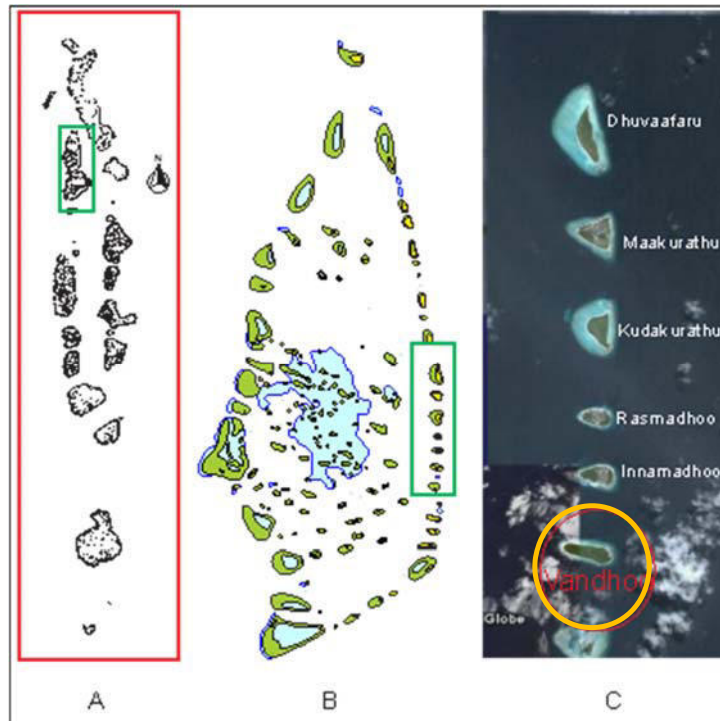 N
Dhuvaafaru
Maakurathu
Kudakurathu
Rasmadhoo
Innamadhoo
Vandhoo
Globe
A
B
C